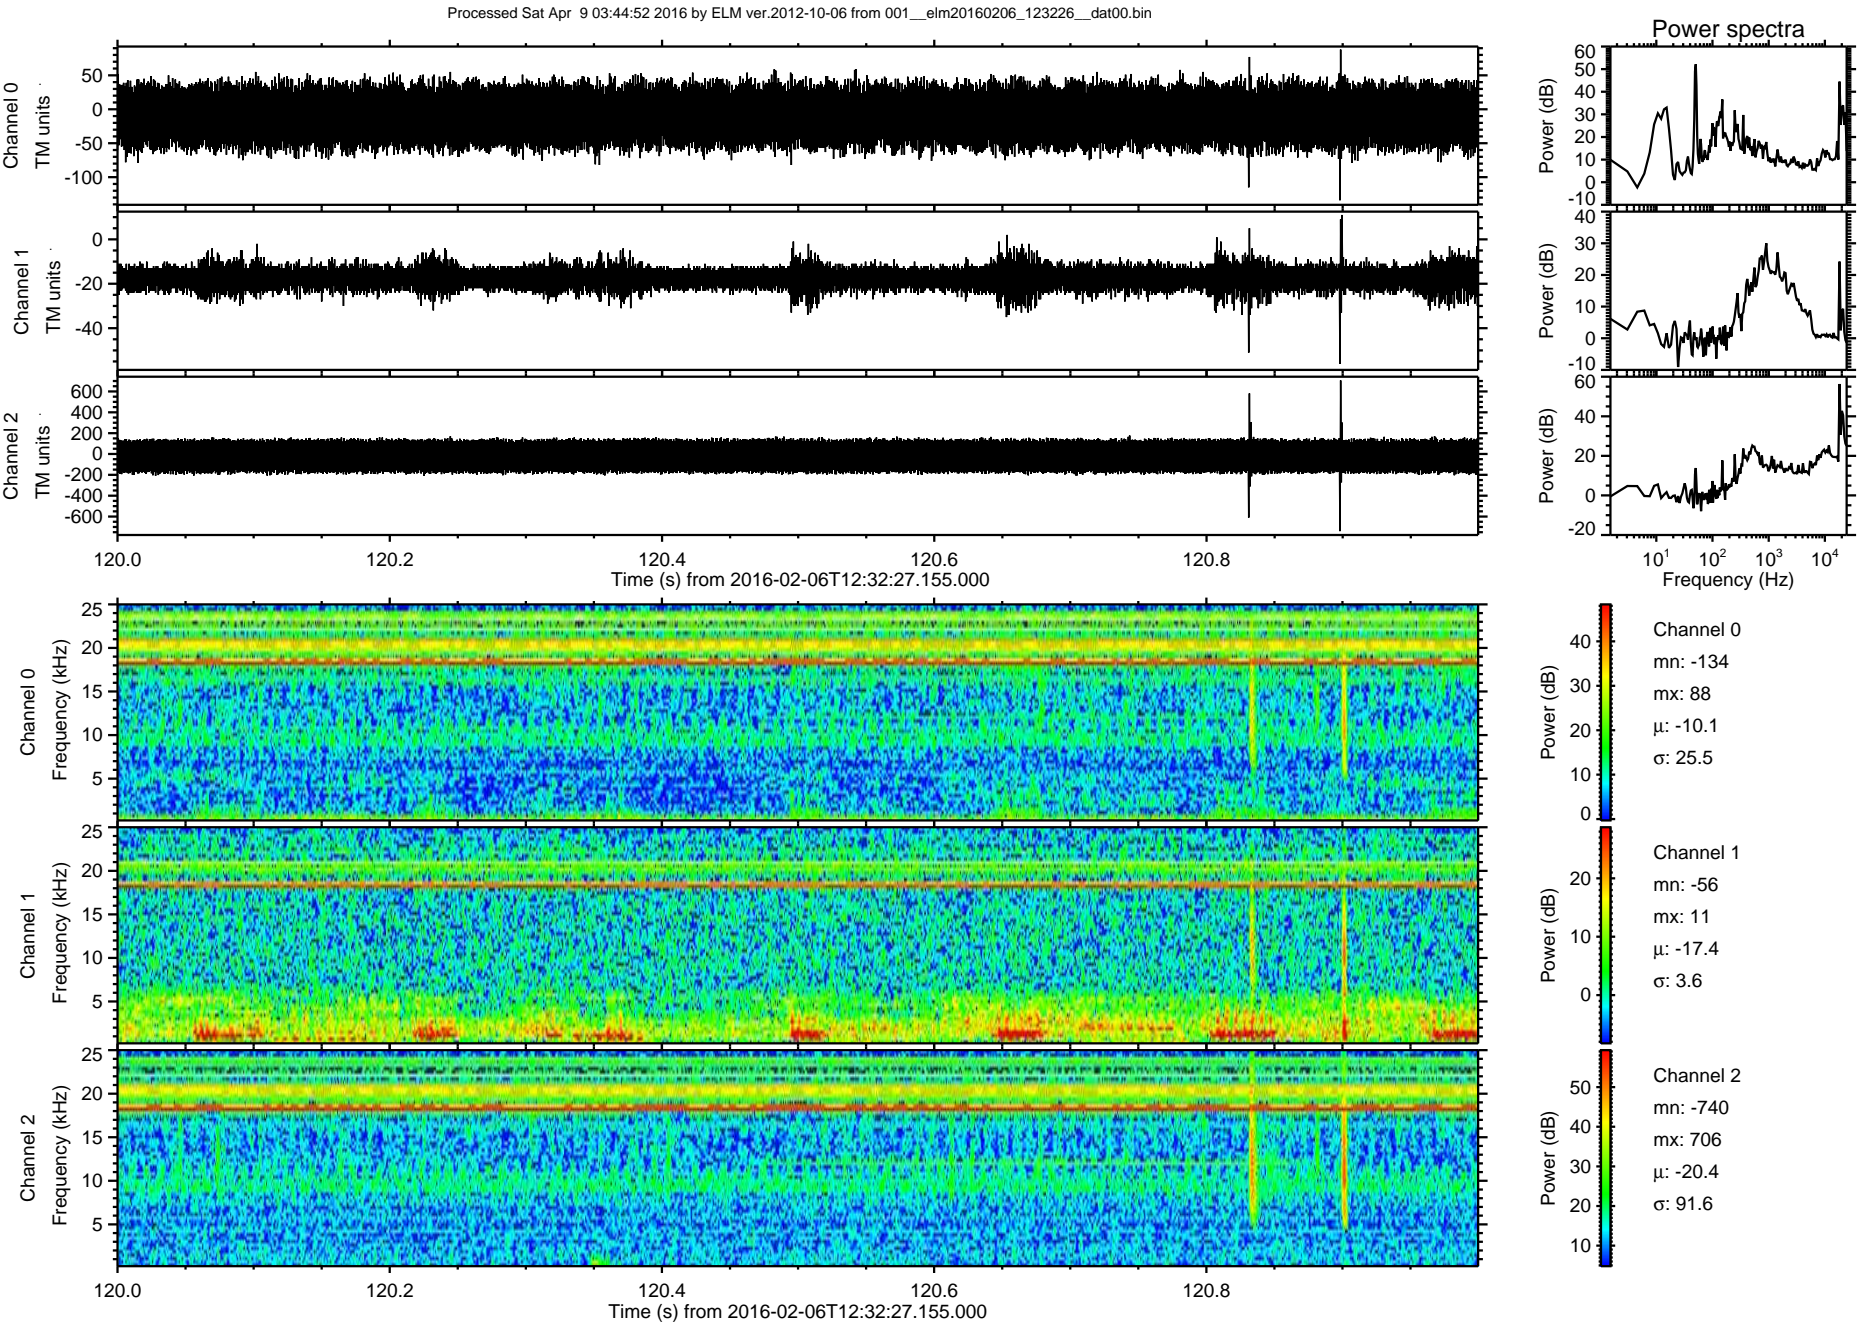 Processed Sat Apr  9 03:44:52 2016 by ELM ver.2012-10-06 from 001__elm20160206_123226__dat00.bin
Power spectra
Channel 0
TM units
50
0
-50
-100
Power (dB)
60
50
40
30
20
10
0
-10
Channel 1
TM units
0
-20
-40
Power (dB)
40
30
20
10
0
-10
Channel 2
TM units
600
400
200
0
-200
-400
-600
Power (dB)
60
40
20
0
-20
120.0 120.2 120.4 120.6 120.8
Time (s) from 2016-02-06T12:32:27.155.000
10¹ 10² 10³ 10⁴
Frequency (Hz)
Channel 0
Frequency (kHz)
25
20
15
10
5
Power (dB)
40
30
20
10
0
Channel 0
mn: -134
mx: 88
μ: -10.1
σ: 25.5
Channel 1
Frequency (kHz)
25
20
15
10
5
Power (dB)
20
10
0
Channel 1
mn: -56
mx: 11
μ: -17.4
σ: 3.6
Channel 2
Frequency (kHz)
25
20
15
10
5
Power (dB)
50
40
30
20
10
Channel 2
mn: -740
mx: 706
μ: -20.4
σ: 91.6
120.0 120.2 120.4 120.6 120.8
Time (s) from 2016-02-06T12:32:27.155.000